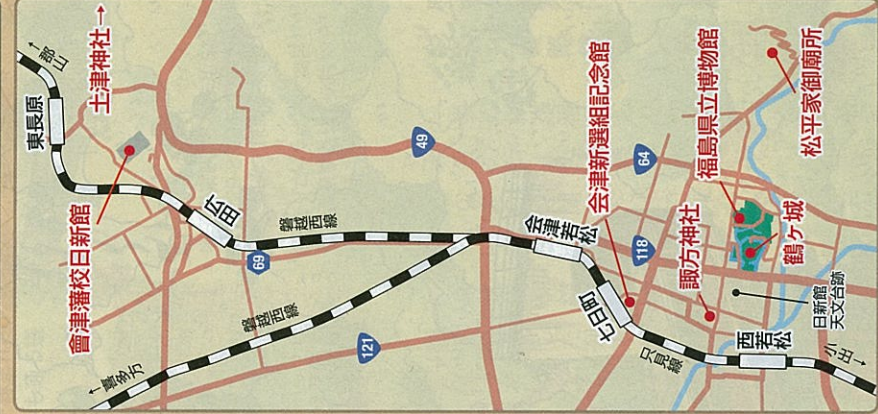 ↑郡山
土津神社→
東長原
會津藩校日新館
広田
磐越西線
69
49
磐越西線
↑喜多方
121
会津若松
会津新選組記念館
64
118
七日町
只見線
諏方神社
福島県立博物館
鶴ヶ城
松平家御廟所
日新館
天文台跡
西若松
小出→